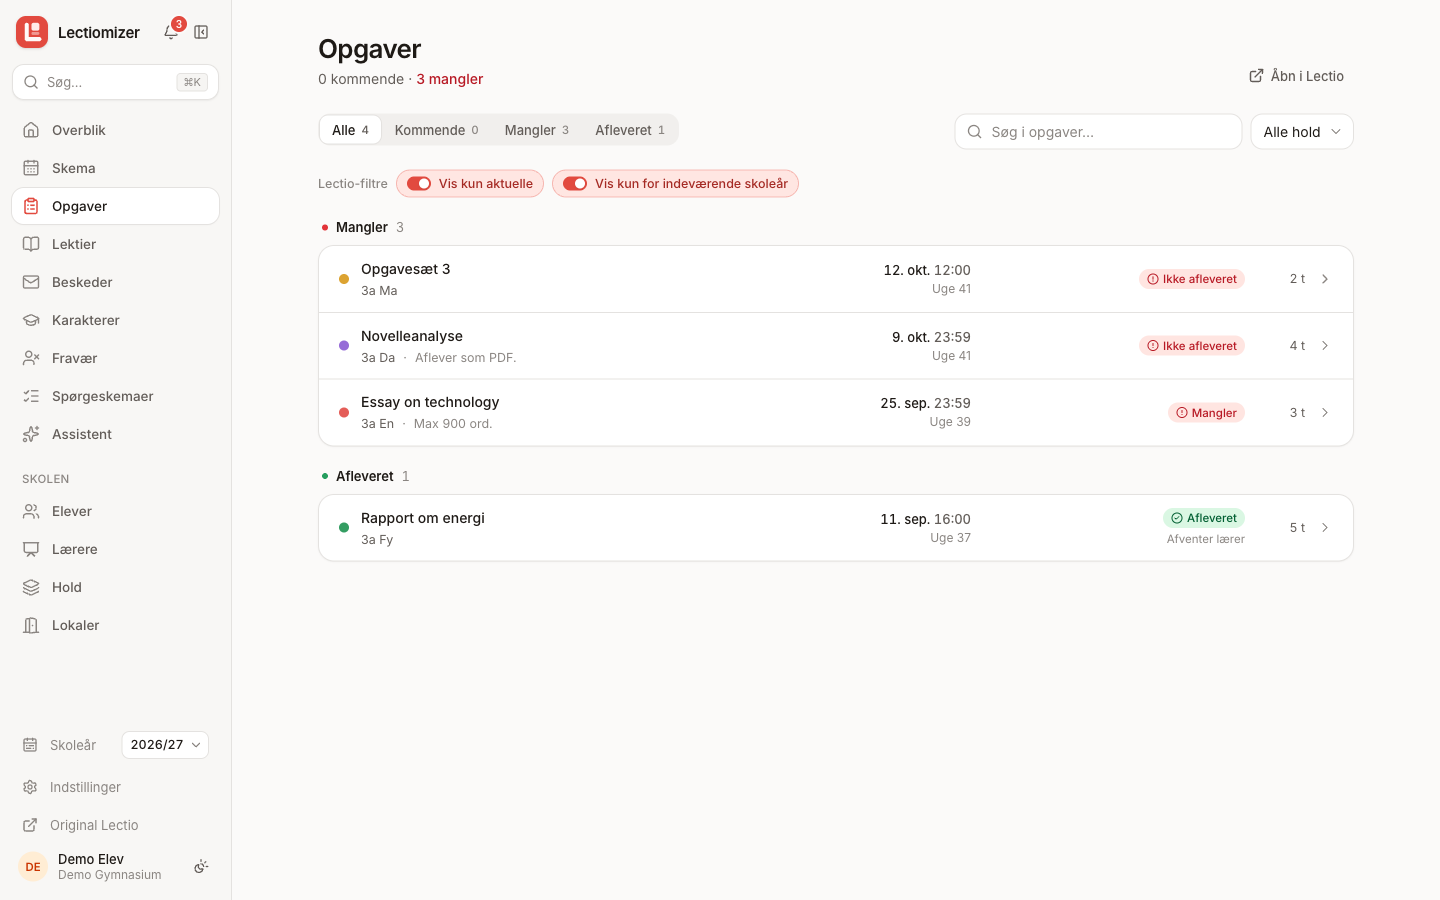 Lectiomizer
3
Søg...
⌘K
Overblik
Skema
Opgaver
Lektier
Beskeder
Karakterer
Fravær
Spørgeskemaer
Assistent
SKOLEN
Elever
Lærere
Hold
Lokaler
Skoleår
2026/27
Indstillinger
Original Lectio
DE
Demo Elev
Demo Gymnasium
Opgaver
0 kommende · 3 mangler
Åbn i Lectio
Alle 4
Kommende 0
Mangler 3
Afleveret 1
Søg i opgaver...
Alle hold
Lectio-filtre
Vis kun aktuelle
Vis kun for indeværende skoleår
Mangler 3
Opgavesæt 3
3a Ma
12. okt. 12:00
Uge 41
Ikke afleveret
2 t
Novelleanalyse
3a Da · Aflever som PDF.
9. okt. 23:59
Uge 41
Ikke afleveret
4 t
Essay on technology
3a En · Max 900 ord.
25. sep. 23:59
Uge 39
Mangler
3 t
Afleveret 1
Rapport om energi
3a Fy
11. sep. 16:00
Uge 37
Afleveret
Afventer lærer
5 t